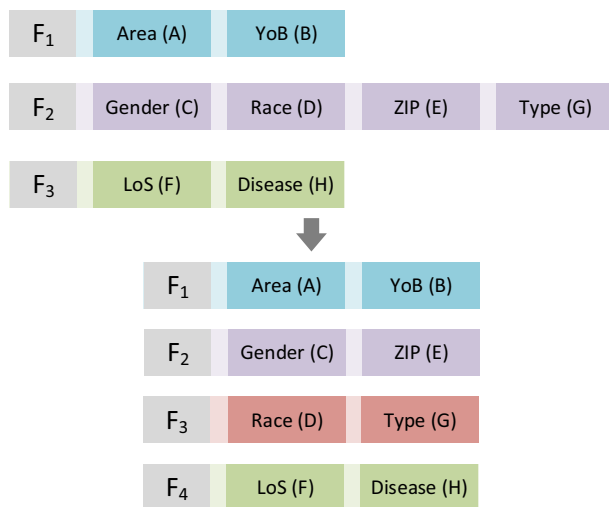 F₁ Area (A) YoB (B)
F₂ Gender (C) Race (D) ZIP (E) Type (G)
F₃ LoS (F) Disease (H)
F₁ Area (A) YoB (B)
F₂ Gender (C) ZIP (E)
F₃ Race (D) Type (G)
F₄ LoS (F) Disease (H)